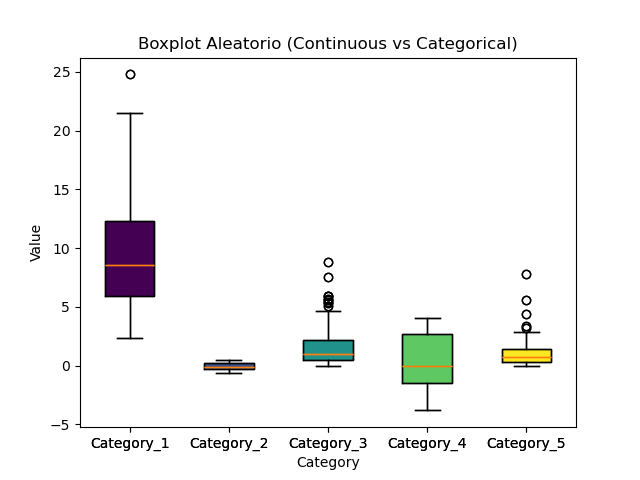 Boxplot Aleatorio (Continuous vs Categorical)
25
20
15
10
5
0
−5
Value
Category_1 Category_2 Category_3 Category_4 Category_5
Category